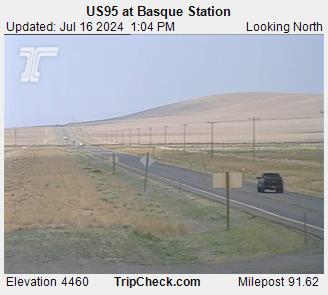 US95 at Basque Station
Updated: Jul 16 2024 1:04 PM Looking North
Elevation 4460 TripCheck.com Milepost 91.62